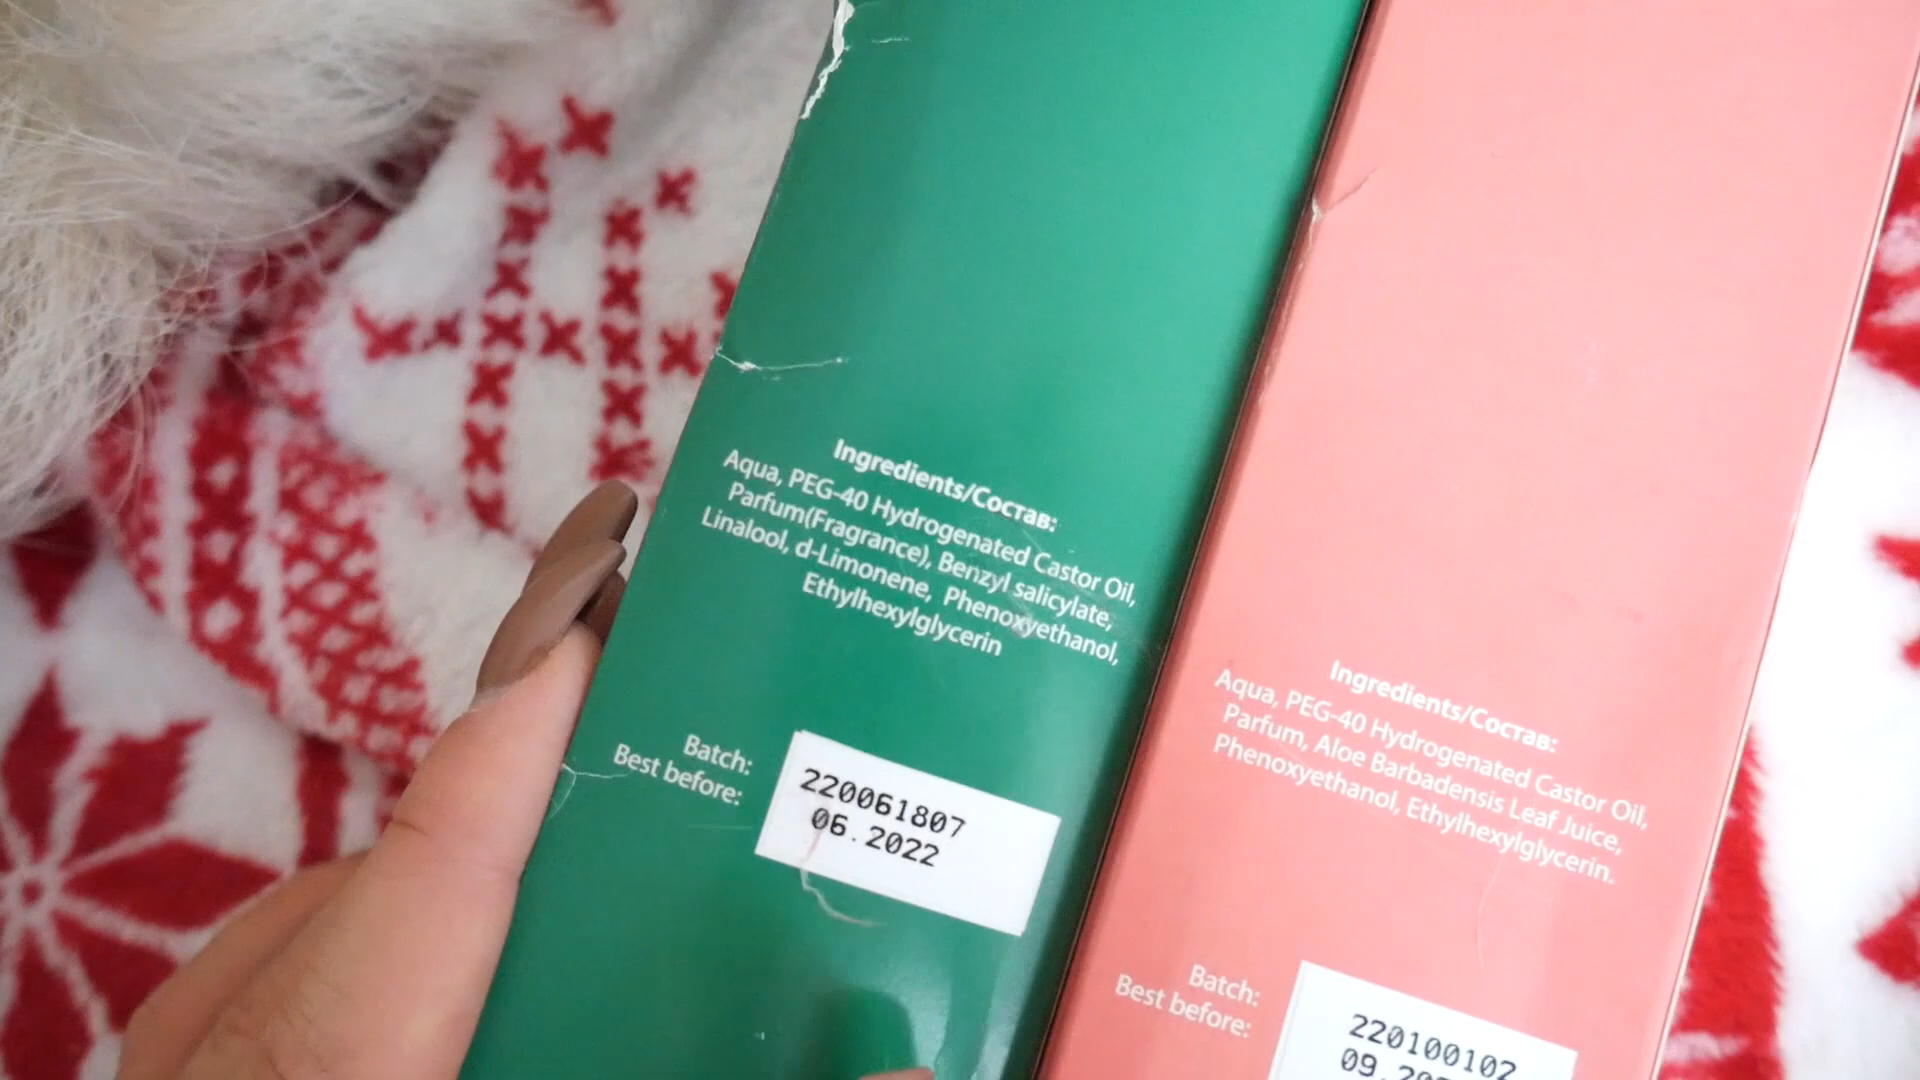 Ingredients/Состав:
Aqua, PEG-40 Hydrogenated Castor Oil,
Parfum(Fragrance), Benzyl salicylate,
Linalool, d-Limonene, Phenoxyethanol,
Ethylhexylglycerin
Batch:
220061807
Best before:
06.2022
Ingredients/Состав:
Aqua, PEG-40 Hydrogenated Castor Oil,
Parfum, Aloe Barbadensis Leaf Juice,
Phenoxyethanol, Ethylhexylglycerin.
Batch:
220100102
Best before: